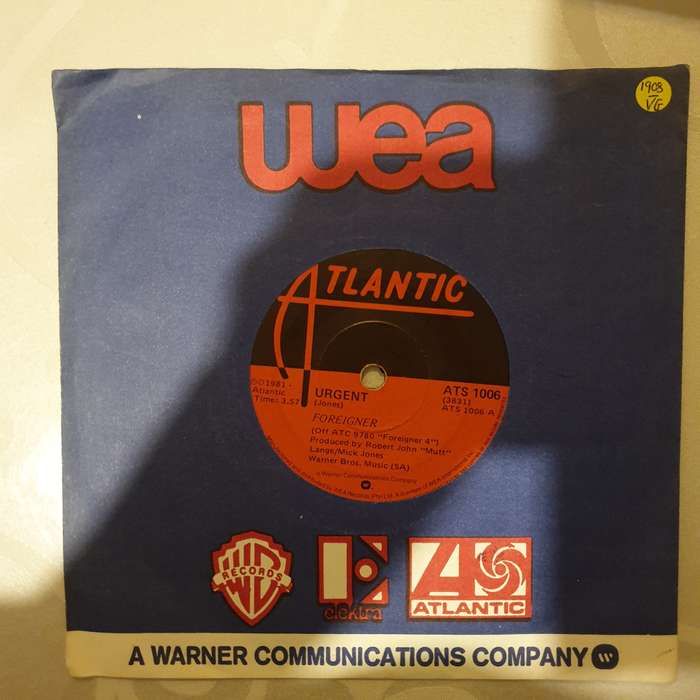 1908
VG
wea
ATLANTIC
℗1981 -
Atlantic
Time: 3.57
URGENT
(Jones)
ATS 1006
(3831)
ATS 1006 A
FOREIGNER
(Off ATC 9780 "Foreigner 4")
Produced by Robert John "Mutt"
Lange/Mick Jones
Warner Bros. Music (SA)
a Warner Communications Company
W B
RECORDS
elektra
ATLANTIC
A WARNER COMMUNICATIONS COMPANY